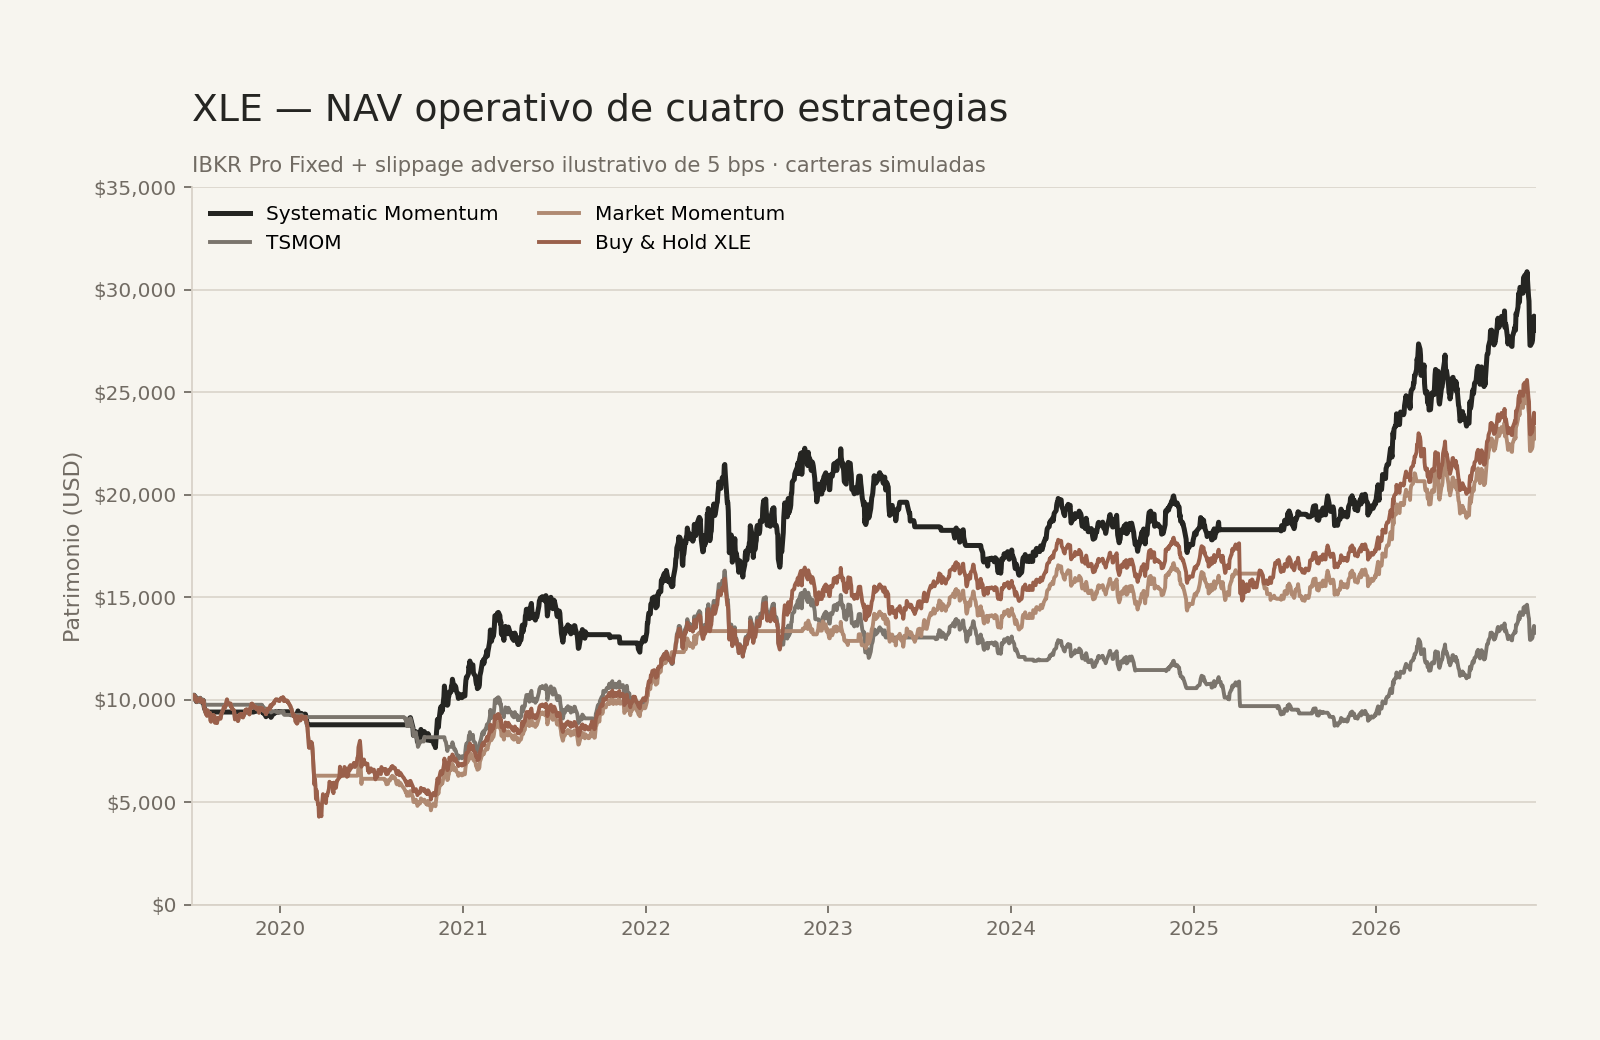 XLE — NAV operativo de cuatro estrategias
IBKR Pro Fixed + slippage adverso ilustrativo de 5 bps · carteras simuladas
$35,000
Systematic Momentum
Market Momentum
TSMOM
Buy & Hold XLE
$30,000
$25,000
$20,000
$15,000
$10,000
$5,000
$0
Patrimonio (USD)
2020 2021 2022 2023 2024 2025 2026